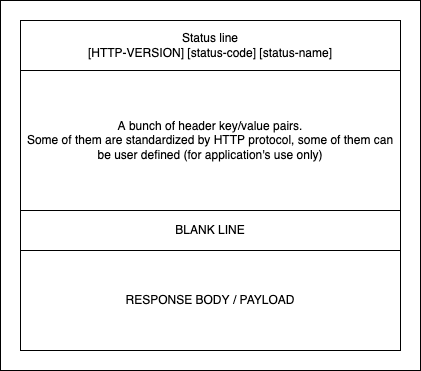 Status line
[HTTP-VERSION] [status-code] [status-name]
A bunch of header key/value pairs.
Some of them are standardized by HTTP protocol, some of them can
be user defined (for application's use only)
BLANK LINE
RESPONSE BODY / PAYLOAD